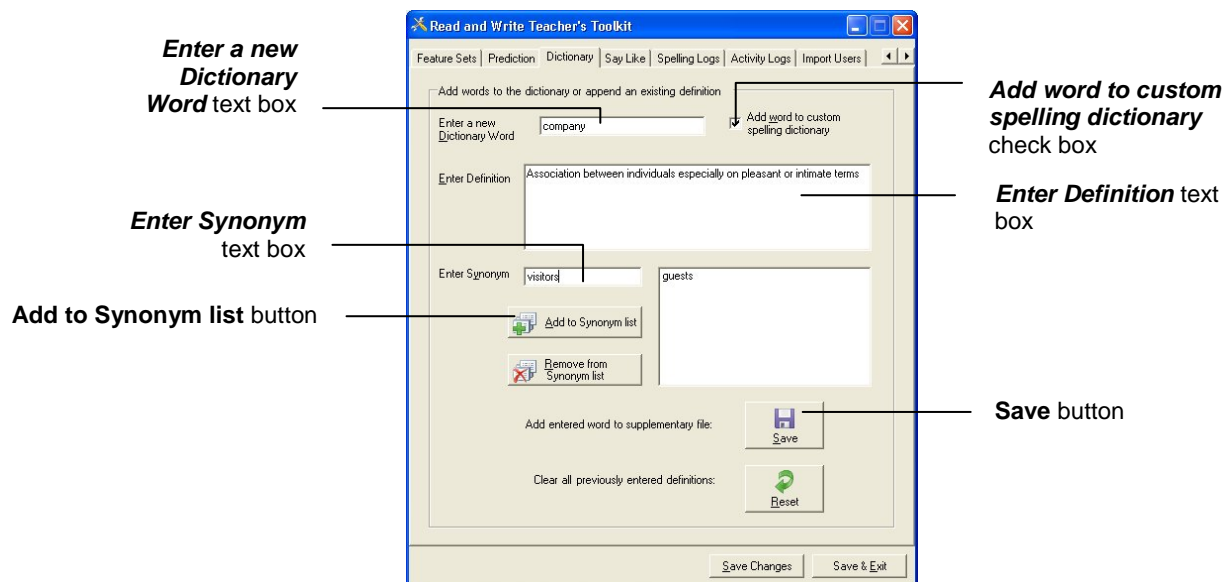 Read and Write Teacher's Toolkit
Feature Sets Prediction Dictionary Say Like Spelling Logs Activity Logs Import Users
Enter a new
Dictionary
Word text box
Add words to the dictionary or append an existing definition
Enter a new
Dictionary Word
company
Add word to custom
spelling dictionary
Add word to custom
spelling dictionary
check box
Enter Definition
Association between individuals especially on pleasant or intimate terms
Enter Definition text
box
Enter Synonym
text box
Enter Synonym
visitors
guests
Add to Synonym list button
Add to Synonym list
Remove from
Synonym list
Add entered word to supplementary file:
Save
Save button
Clear all previously entered definitions:
Reset
Save Changes
Save & Exit